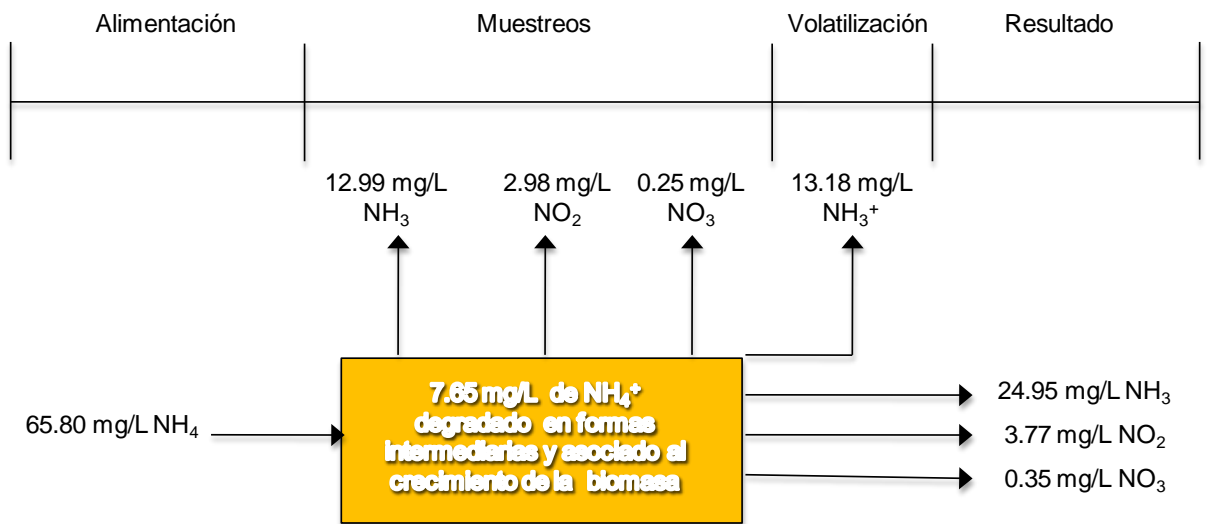 Alimentación Muestreos Volatilización Resultado
12.99 mg/L 2.98 mg/L 0.25 mg/L 13.18 mg/L
NH₃ NO₂ NO₃ NH₃⁺
7.65 mg/L de NH₄⁺
degradado en formas
intermediarias y asociado al
crecimiento de la biomasa
65.80 mg/L NH₄
24.95 mg/L NH₃
3.77 mg/L NO₂
0.35 mg/L NO₃